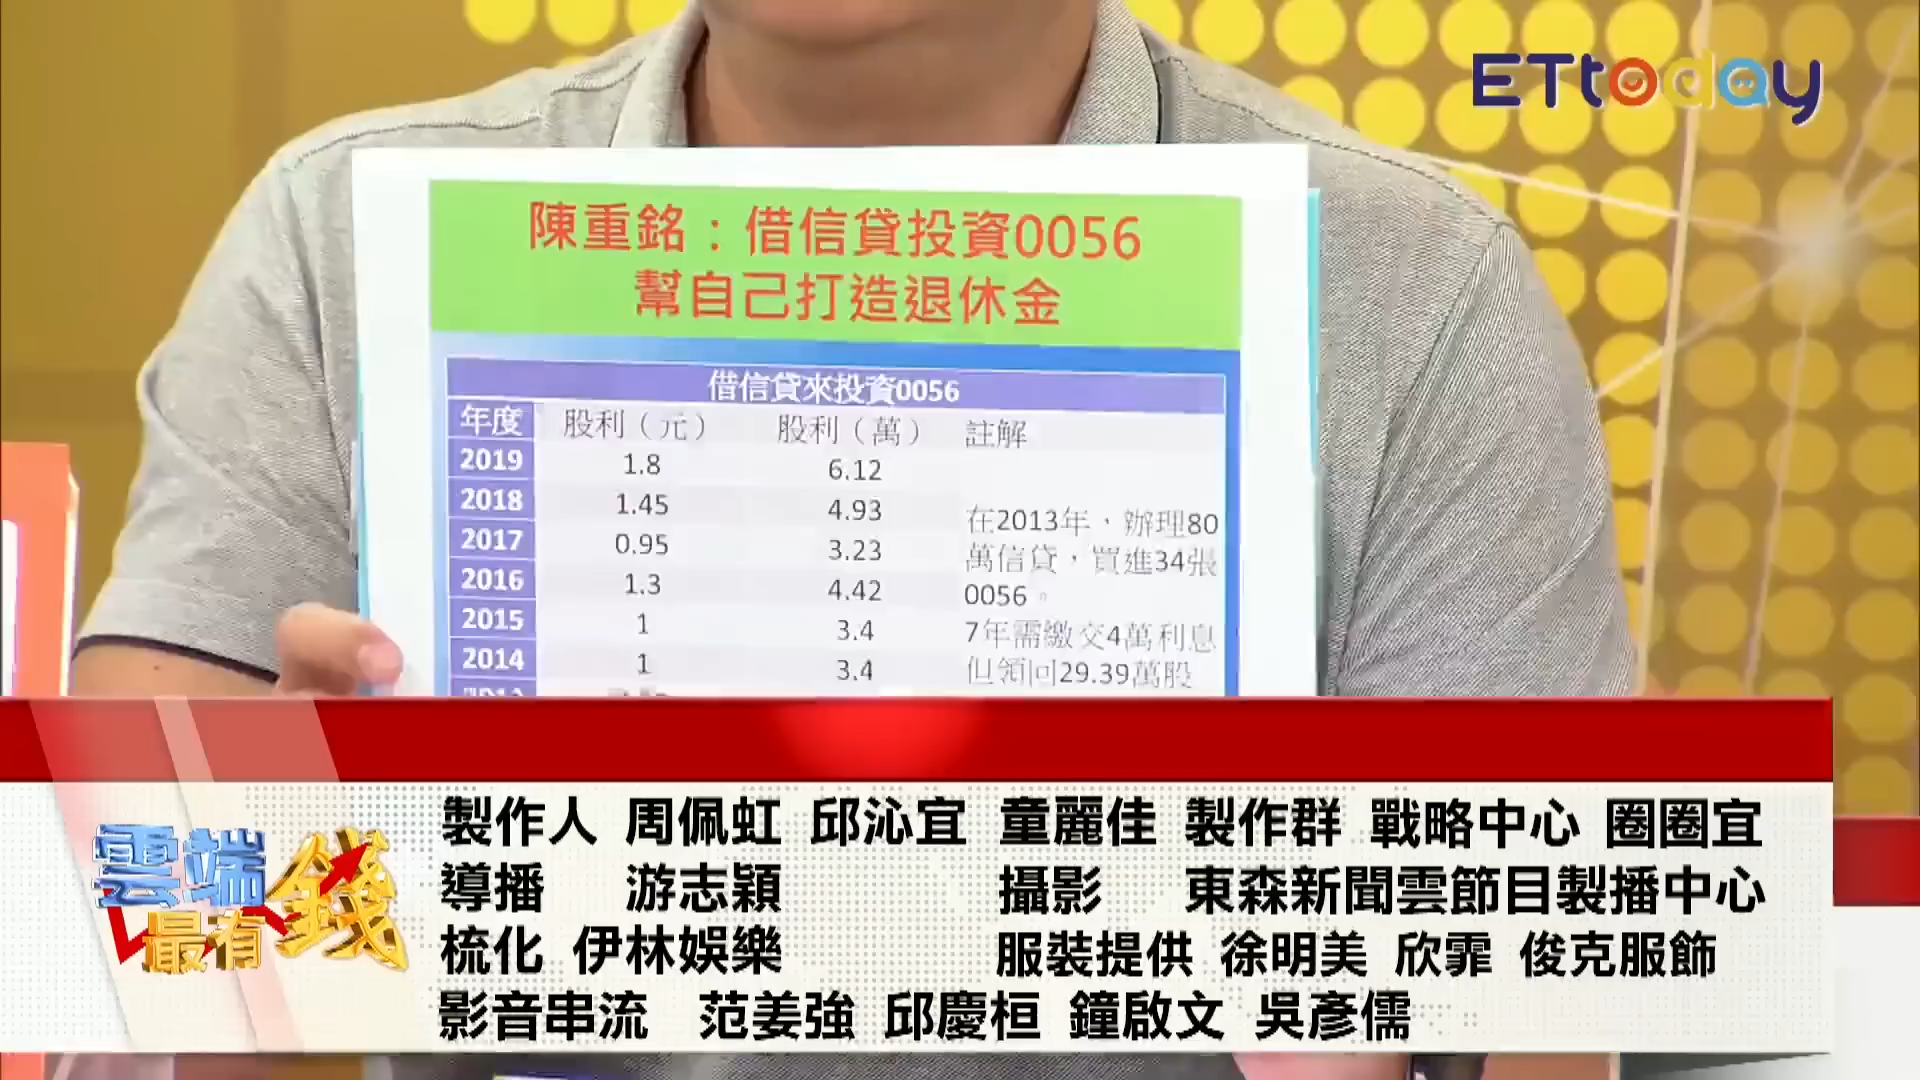 ETtoday
陳重銘：借信貸投資0056
幫自己打造退休金
借信貸來投資0056
年度 股利（元） 股利（萬） 註解
2019 1.8 6.12
2018 1.45 4.93
2017 0.95 3.23
2016 1.3 4.42
2015 1 3.4
2014 1 3.4
在2013年，辦理80
萬信貸，買進34張
0056。
7年需繳交4萬利息
但領回29.39萬股
雲端
最有錢
製作人 周佩虹 邱沁宜 童麗佳 製作群 戰略中心 圈圈宜
導播 游志穎 攝影 東森新聞雲節目製播中心
梳化 伊林娛樂 服裝提供 徐明美 欣霏 俊克服飾
影音串流 范姜強 邱慶桓 鐘啟文 吳彥儒